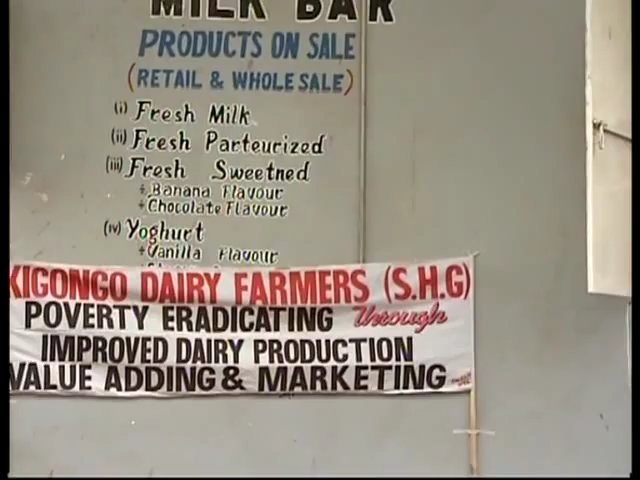 MILK BAR
PRODUCTS ON SALE
(RETAIL & WHOLE SALE)
(i) Fresh Milk
(ii) Fresh Parteurized
(iii) Fresh Sweetned
+ Banana Flavour
+ Chocolate Flavour
(iv) Yoghurt
+ Vanilla Flavour
KIGONGO DAIRY FARMERS (S.H.G)
POVERTY ERADICATING Through
IMPROVED DAIRY PRODUCTION
VALUE ADDING & MARKETING